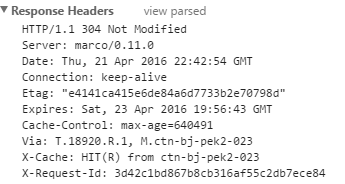 ▼ Response Headers view parsed
HTTP/1.1 304 Not Modified
Server: marco/0.11.0
Date: Thu, 21 Apr 2016 22:42:54 GMT
Connection: keep-alive
Etag: "e4141ca415e6de84a6d7733b2e70798d"
Expires: Sat, 23 Apr 2016 19:56:43 GMT
Cache-Control: max-age=640491
Via: T.18920.R.1, M.ctn-bj-pek2-023
X-Cache: HIT(R) from ctn-bj-pek2-023
X-Request-Id: 3d42c1bd867b8cb316af55c2db7ece84